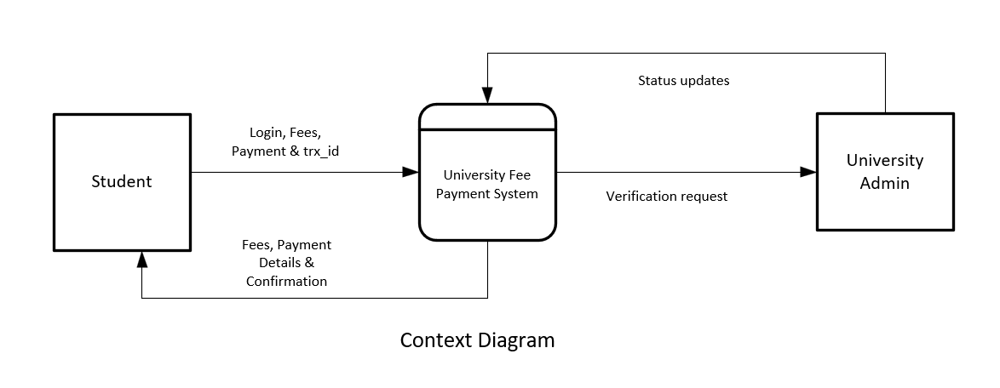 Status updates
Login, Fees,
Payment & trx_id
Student
University Fee
Payment System
University
Admin
Verification request
Fees, Payment
Details &
Confirmation
Context Diagram